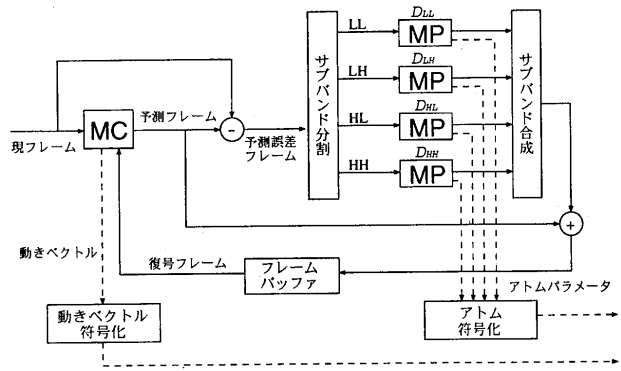 DLL
LL
MP
DLH
予測フレーム
LH
MP
MC
-
サブバンド分割
サブバンド合成
現フレーム
予測誤差
フレーム
DHL
HL
MP
DHH
HH
MP
+
動きベクトル
復号フレーム
フレーム
バッファ
アトムパラメータ
動きベクトル
符号化
アトム
符号化